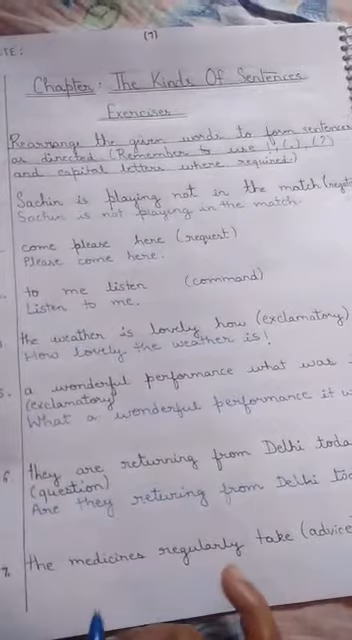 (7)
TE:
Chapter: The Kinds Of Sentences
Exercises
Rearrange the given words to form sentences
as directed (Remember to use (,), (.), (?)
and capital letters where required)
Sachin is playing not in the match (negat
Sachin is not playing in the match.
come please here (request)
Please come here.
to me listen (command)
Listen to me.
the weather is lovely how (exclamatory)
How lovely the weather is!
5. a wonderful performance what was
(exclamatory)
What a wonderful performance it w
6. they are returning from Delhi toda
(question)
Are they returing from Delhi to
7. the medicines regularly take (advice